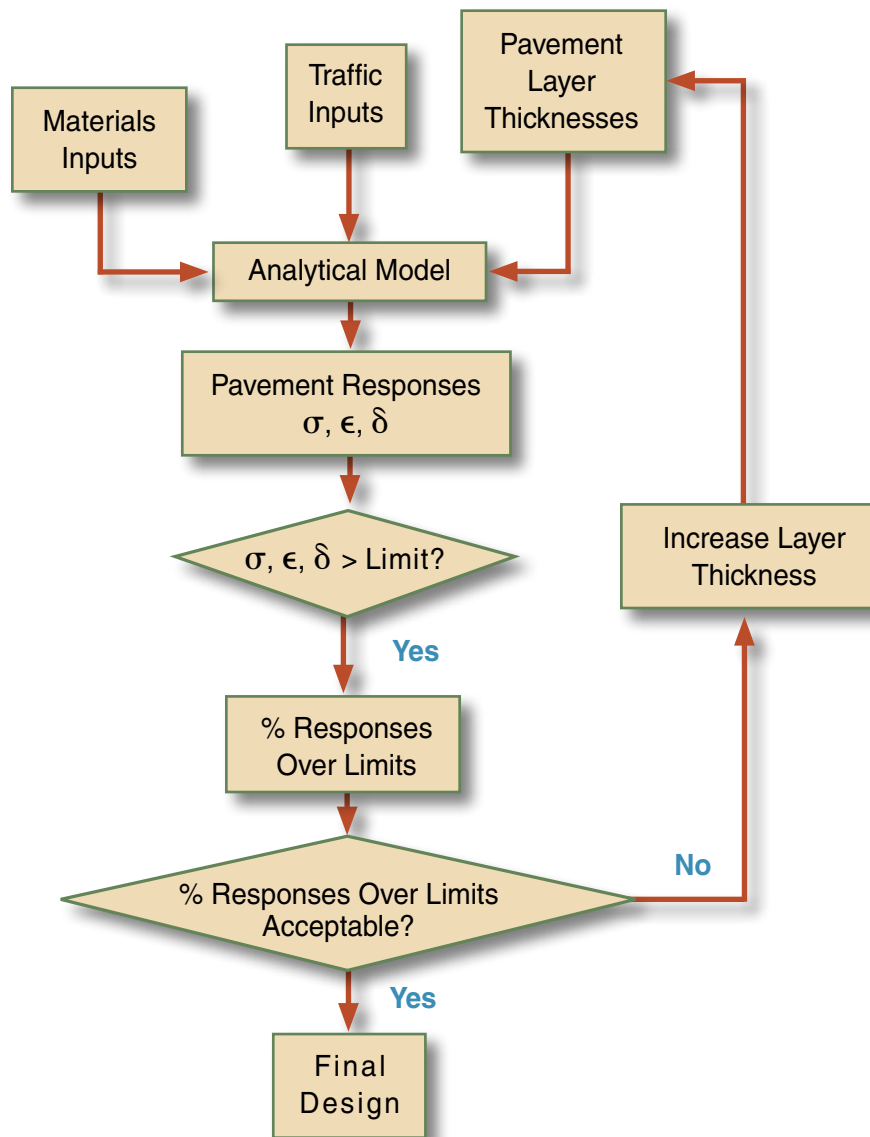 Materials
Inputs
Traffic
Inputs
Pavement
Layer
Thicknesses
Analytical Model
Pavement Responses
σ, ϵ, δ
σ, ϵ, δ > Limit?
Yes
% Responses
Over Limits
% Responses Over Limits
Acceptable?
No
Increase Layer
Thickness
Yes
Final
Design